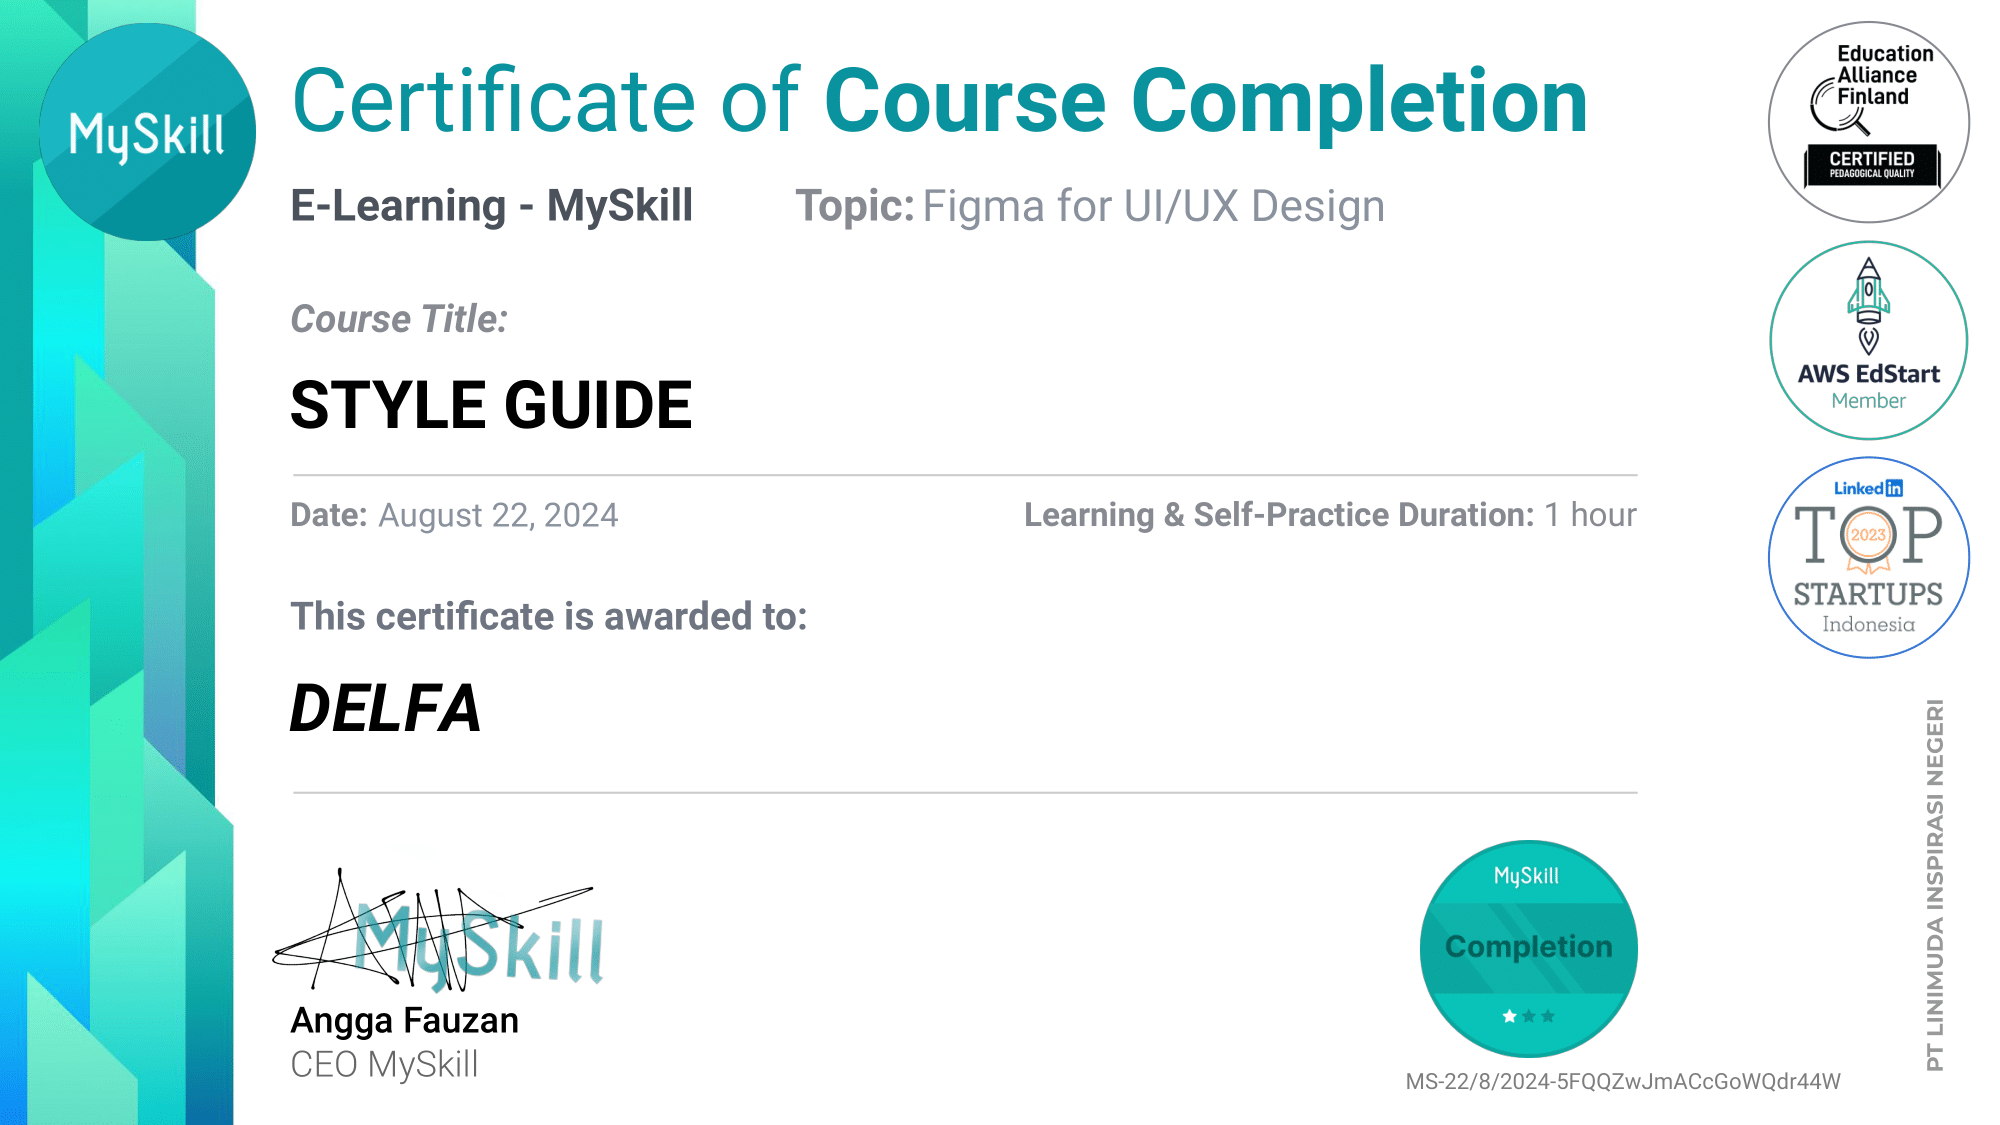 MySkill
Certificate of Course Completion
E-Learning - MySkill
Topic: Figma for UI/UX Design
Course Title:
STYLE GUIDE
Date: August 22, 2024
Learning & Self-Practice Duration: 1 hour
This certificate is awarded to:
DELFA
MySkill
Angga Fauzan
CEO MySkill
MySkill
Completion
MS-22/8/2024-5FQQZwJmACcGoWQdr44W
Education
Alliance
Finland
CERTIFIED
PEDAGOGICAL QUALITY
AWS EdStart
Member
LinkedIn
TOP
2023
STARTUPS
Indonesia
PT LINIMUDA INSPIRASI NEGERI